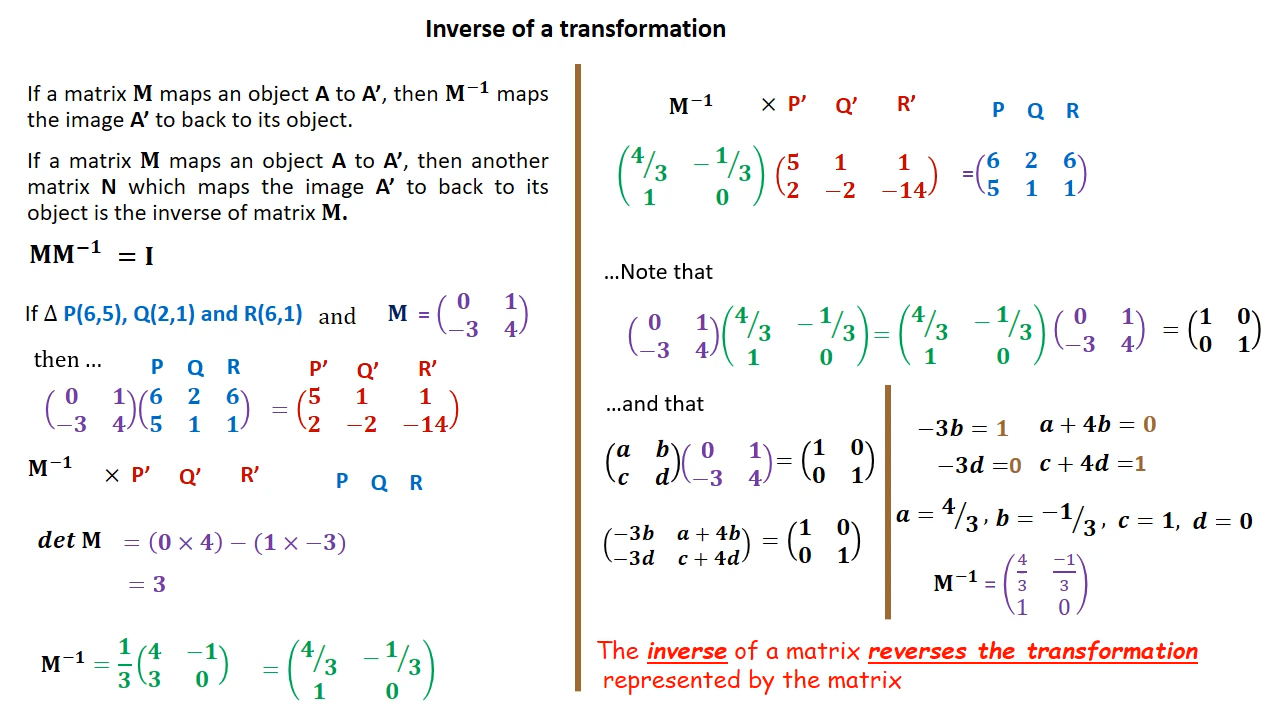 Inverse of a transformation
If a matrix M maps an object A to A’, then M⁻¹ maps
the image A’ to back to its object.
If a matrix M maps an object A to A’, then another
matrix N which maps the image A’ to back to its
object is the inverse of matrix M.
MM⁻¹ = I
If Δ P(6,5), Q(2,1) and R(6,1) and M = (0 1
−3 4)
then ...
P Q R P’ Q’ R’
(0 1 (6 2 6 = (5 1 1
−3 4) 5 1 1) 2 −2 −14)
M⁻¹ × P’ Q’ R’ P Q R
det M = (0 × 4) − (1 × −3)
= 3
M⁻¹ = 1/3 (4 −1 = (4/3 −1/3
3 0) 1 0)
M⁻¹ × P’ Q’ R’ P Q R
(4/3 −1/3 (5 1 1 = (6 2 6
1 0) 2 −2 −14) 5 1 1)
...Note that
(0 1 (4/3 −1/3 = (4/3 −1/3 (0 1 = (1 0
−3 4) 1 0) 1 0) −3 4) 0 1)
...and that
(a b (0 1 = (1 0
c d) −3 4) 0 1)
(−3b a + 4b = (1 0
−3d c + 4d) 0 1)
−3b = 1 a + 4b = 0
−3d =0 c + 4d =1
a = 4/3 , b = −1/3 , c = 1, d = 0
M⁻¹ = (4/3 −1/3
1 0)
The inverse of a matrix reverses the transformation
represented by the matrix